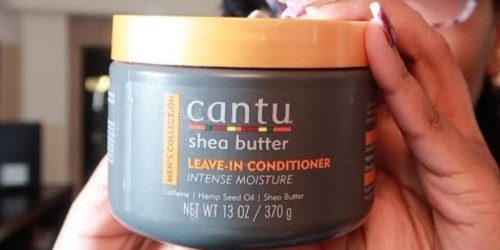 MEN'S COLLECTION
cantu
shea butter
LEAVE-IN CONDITIONER
INTENSE MOISTURE
Caffeine | Hemp Seed Oil | Shea Butter
NET WT 13 OZ / 370 g